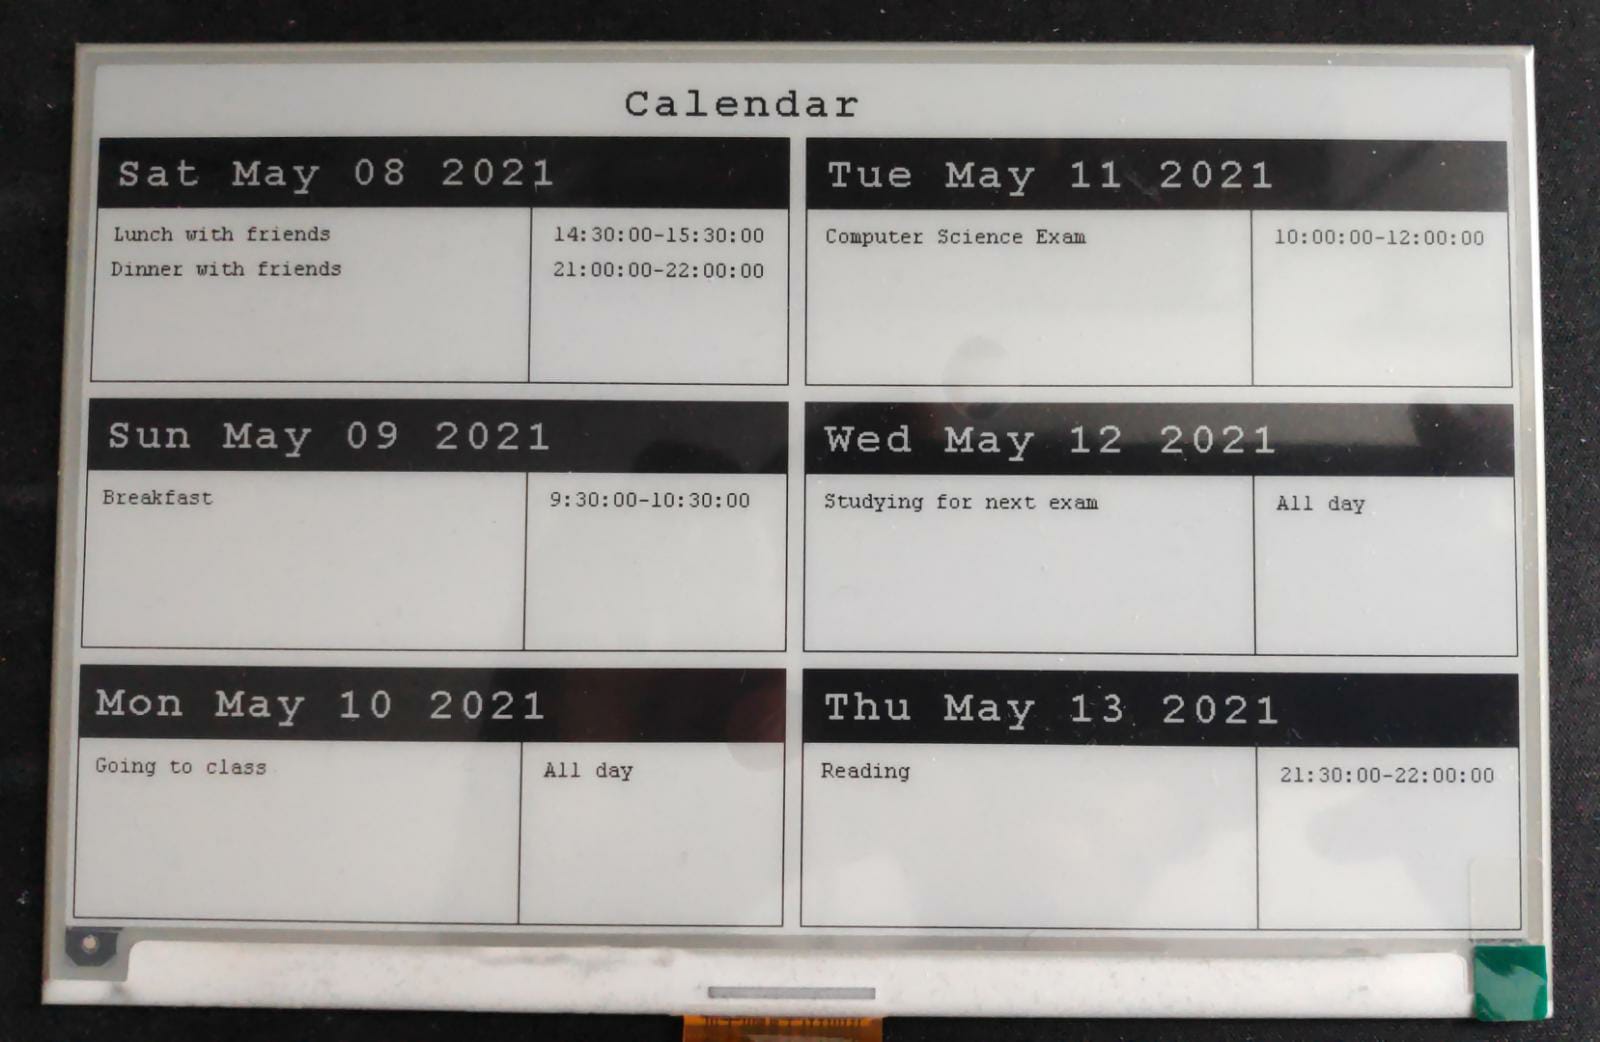 Calendar
Sat May 08 2021
Lunch with friends 14:30:00-15:30:00
Dinner with friends 21:00:00-22:00:00
Sun May 09 2021
Breakfast 9:30:00-10:30:00
Mon May 10 2021
Going to class All day
Tue May 11 2021
Computer Science Exam 10:00:00-12:00:00
Wed May 12 2021
Studying for next exam All day
Thu May 13 2021
Reading 21:30:00-22:00:00